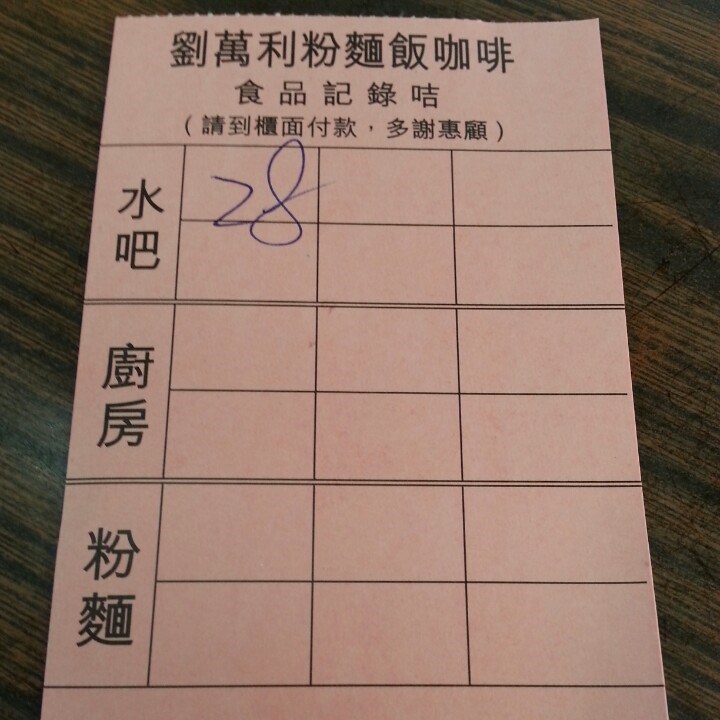 劉萬利粉麵飯咖啡
食品記錄咭
(請到櫃面付款，多謝惠顧)
水吧
28
廚房
粉麵